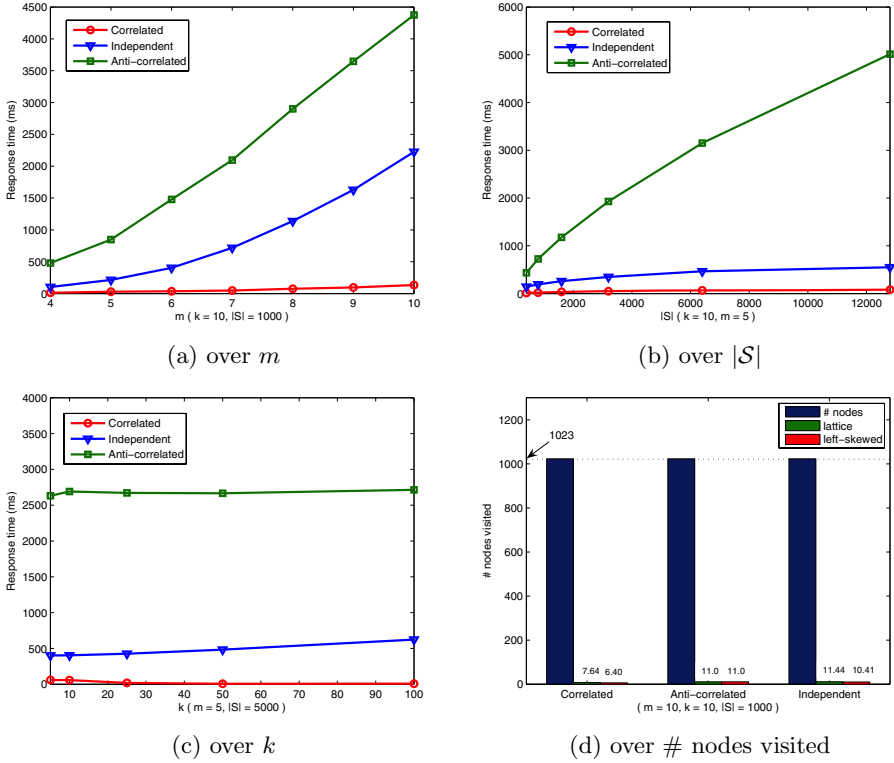 4500
4000
3500
3000
2500
2000
1500
1000
500
0
Response time (ms)
Correlated
Independent
Anti-correlated
4 5 6 7 8 9 10
m ( k = 10, |S| = 1000)
(a) over m
6000
5000
4000
3000
2000
1000
0
Response time (ms)
Correlated
Independent
Anti-correlated
2000 4000 6000 8000 10000 12000
|S| ( k = 10, m = 5)
(b) over |S|
4000
3500
3000
2500
2000
1500
1000
500
0
Response time (ms)
Correlated
Independent
Anti-correlated
10 20 30 40 50 60 70 80 90 100
k ( m = 5, |S| = 5000)
(c) over k
1200
1000
800
600
400
200
0
# nodes visited
1023
# nodes
lattice
left-skewed
7.64 6.40 11.0 11.0 11.44 10.41
Correlated Anti-correlated Independent
( m = 10, k = 10, |S| = 1000)
(d) over # nodes visited